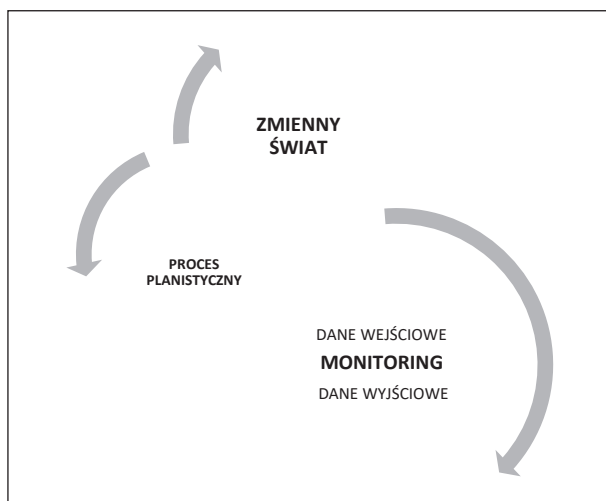 ZMIENNY
ŚWIAT
PROCES
PLANISTYCZNY
DANE WEJŚCIOWE
MONITORING
DANE WYJŚCIOWE